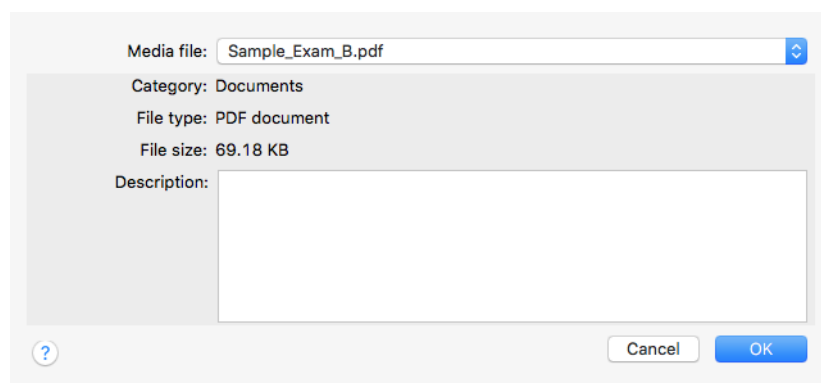 Media file: Sample_Exam_B.pdf
Category: Documents
File type: PDF document
File size: 69.18 KB
Description:
? Cancel OK